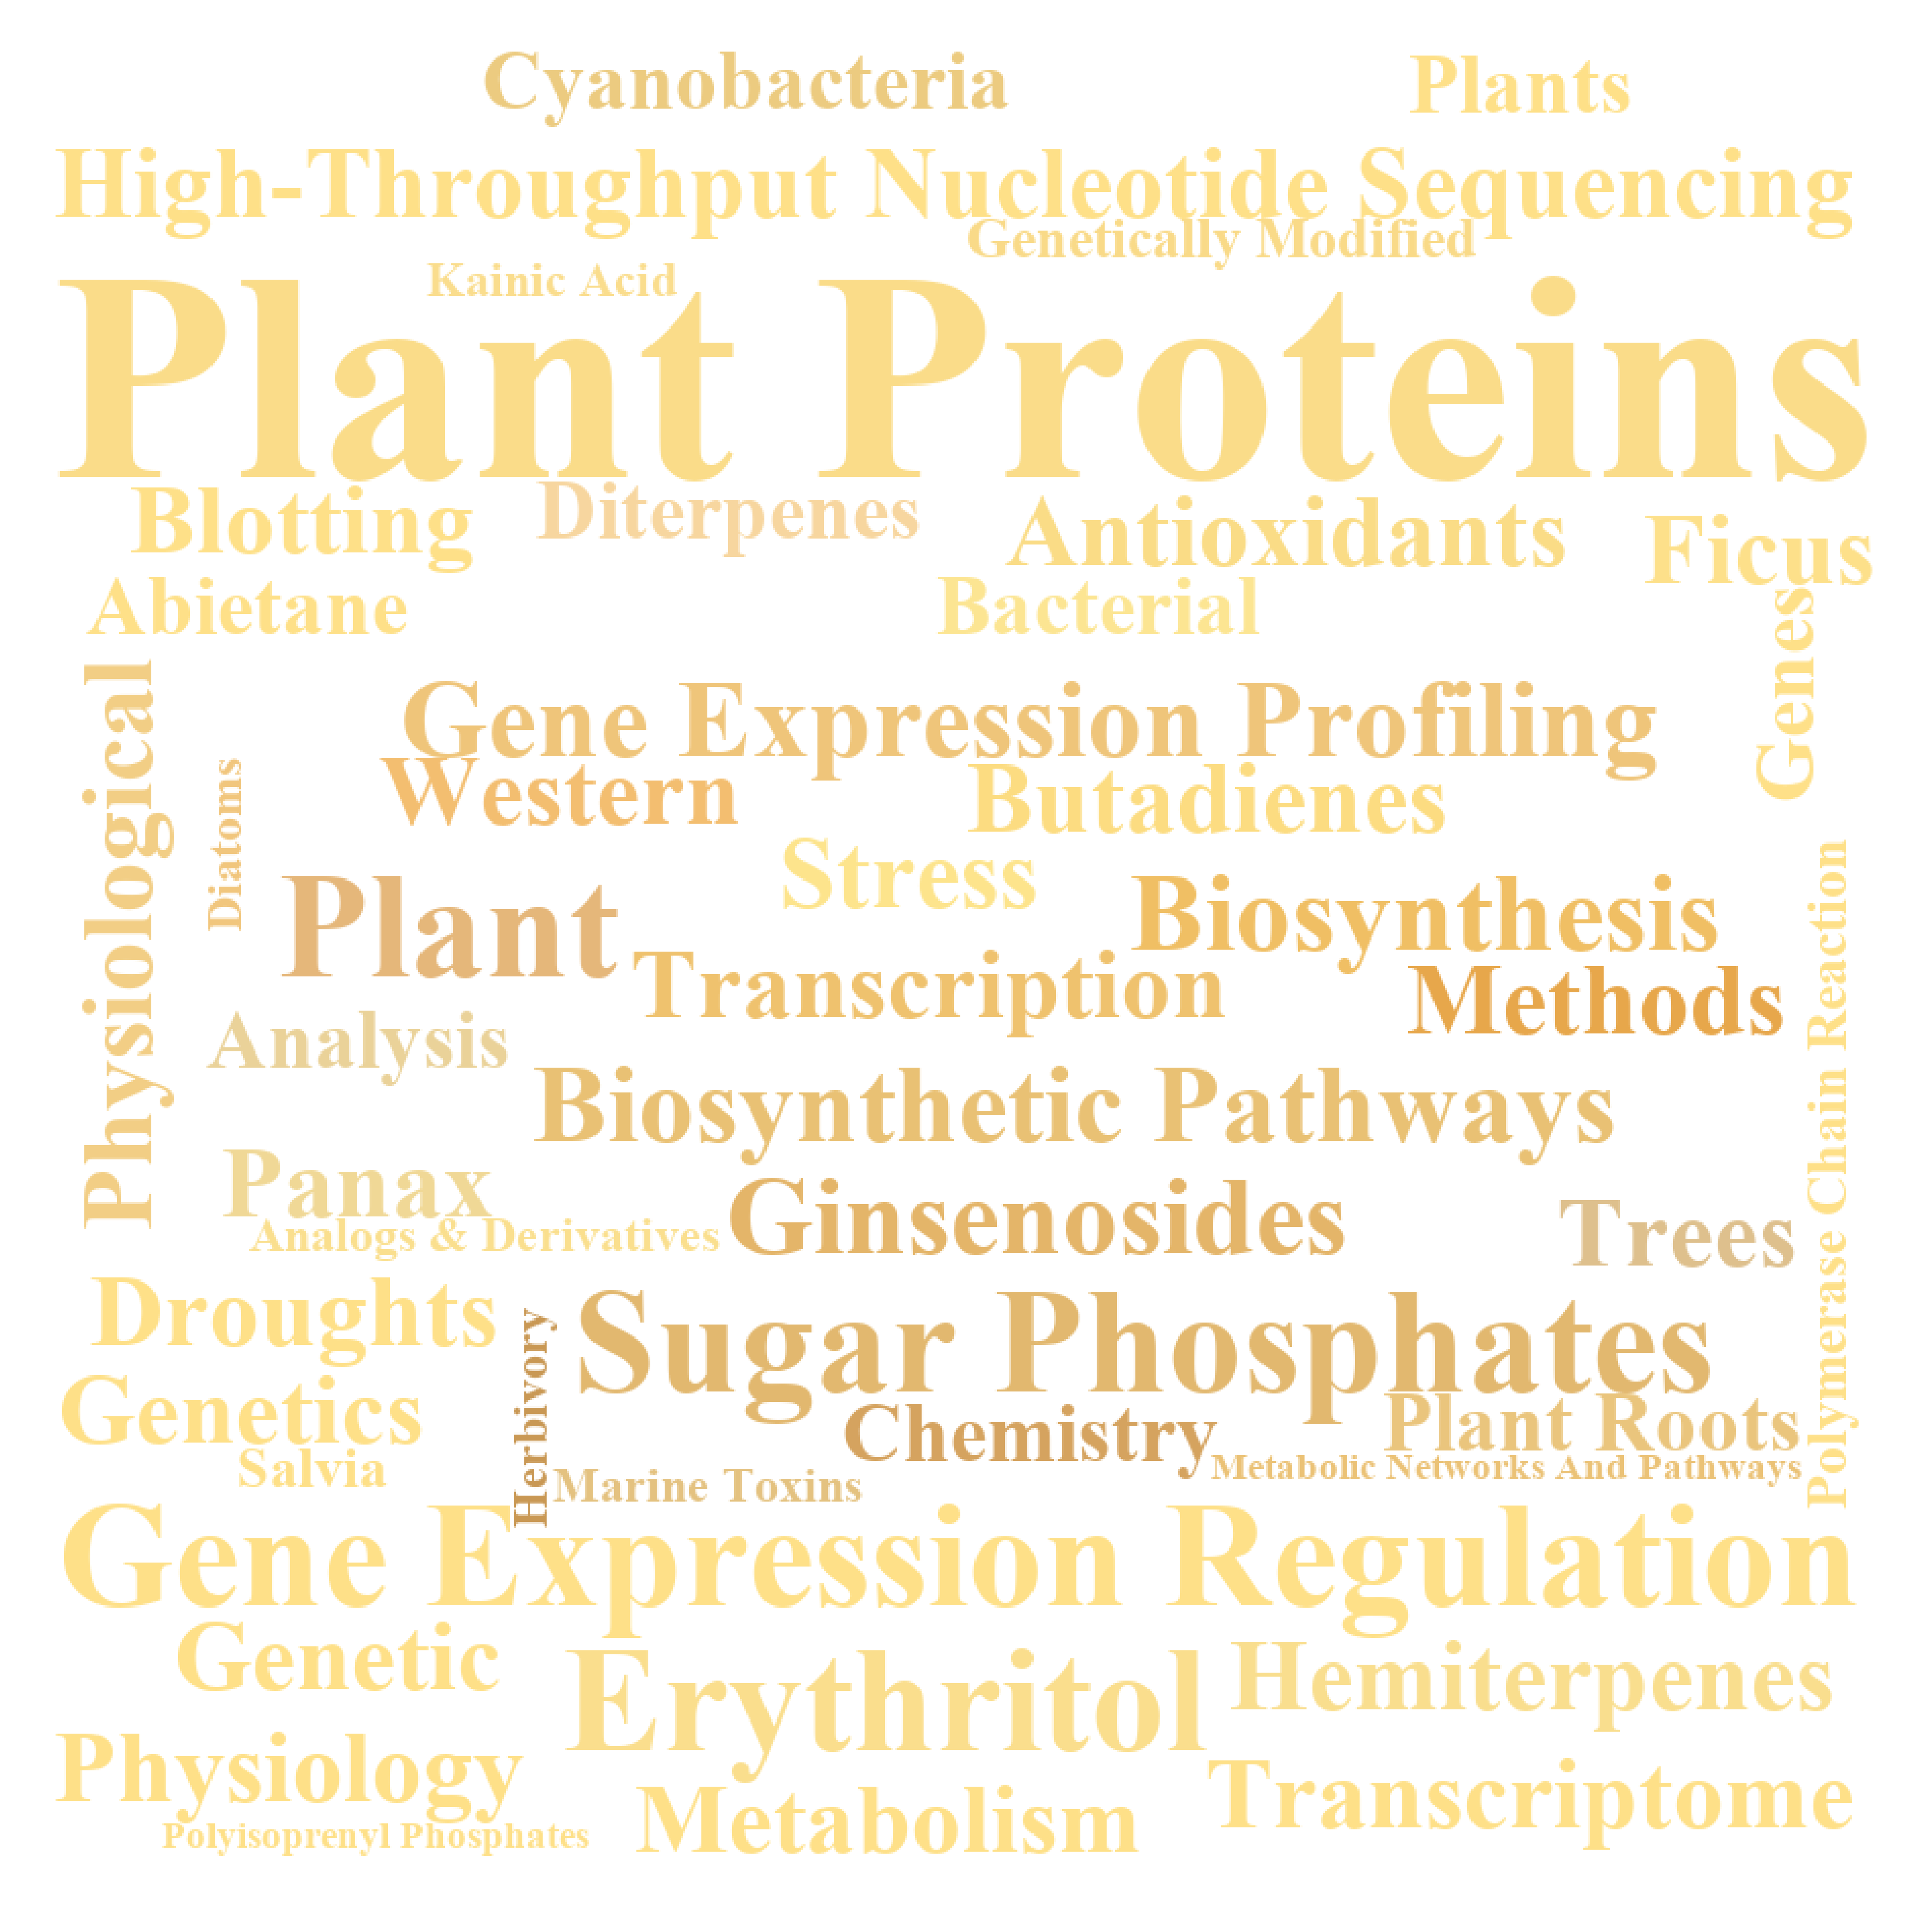 Cyanobacteria
Plants
High-Throughput Nucleotide Sequencing
Genetically Modified
Kainic Acid
Plant Proteins
Blotting
Diterpenes
Antioxidants
Ficus
Abietane
Bacterial
Genes
Physiological
Gene Expression Profiling
Western
Butadienes
Diatoms
Stress
Plant
Biosynthesis
Transcription
Methods
Polymerase Chain Reaction
Analysis
Biosynthetic Pathways
Panax
Ginsenosides
Trees
Analogs & Derivatives
Droughts
Herbivory
Sugar Phosphates
Genetics
Chemistry
Plant Roots
Salvia
Marine Toxins
Metabolic Networks And Pathways
Gene Expression Regulation
Genetic
Erythritol
Hemiterpenes
Physiology
Metabolism
Transcriptome
Polyisoprenyl Phosphates